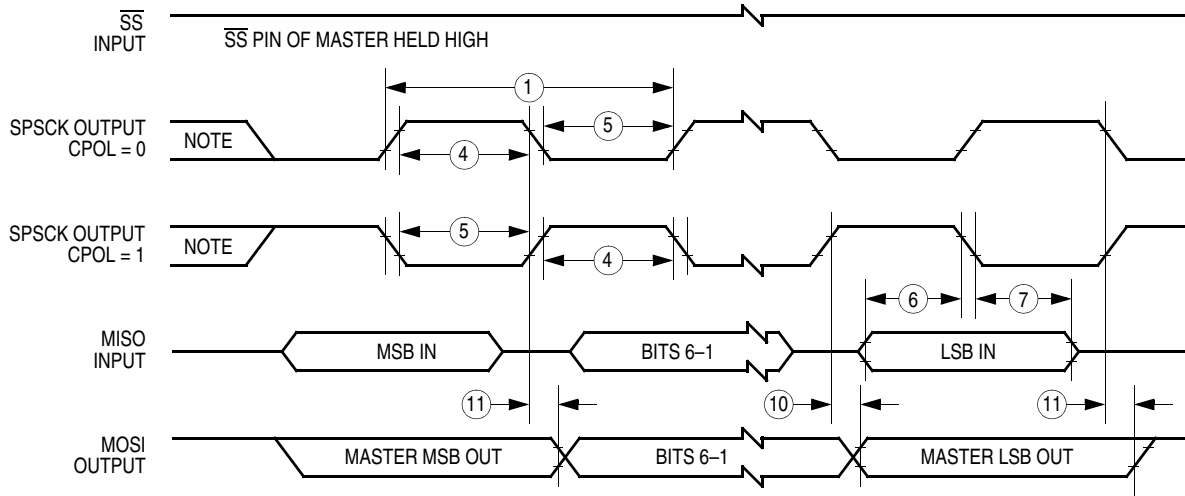 SS
INPUT
SS PIN OF MASTER HELD HIGH
1
SPSCK OUTPUT
CPOL = 0
NOTE
5
4
SPSCK OUTPUT
CPOL = 1
NOTE
5
4
6
7
MISO
INPUT
MSB IN
BITS 6–1
LSB IN
11
10
11
MOSI
OUTPUT
MASTER MSB OUT
BITS 6–1
MASTER LSB OUT